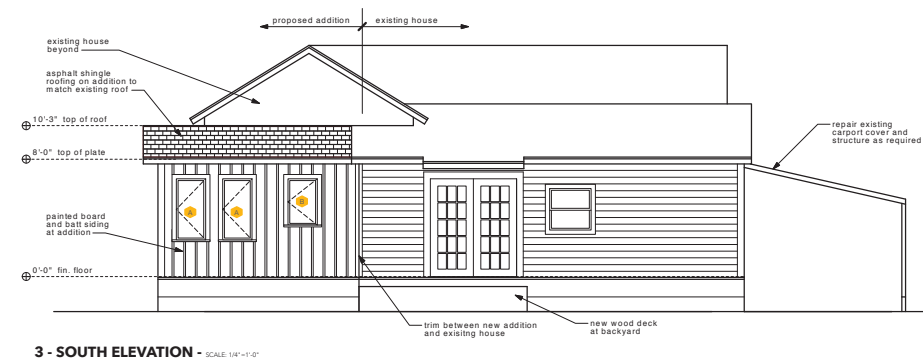 proposed addition
existing house
existing house
beyond
asphalt shingle
roofing on addition to
match existing roof
10'-3" top of roof
8'-0" top of plate
repair existing
carport cover and
structure as required
A
A
B
painted board
and batt siding
at addition
0'-0" fin. floor
trim between new addition
and exisitng house
new wood deck
at backyard
3 - SOUTH ELEVATION - SCALE: 1/4"=1'-0"